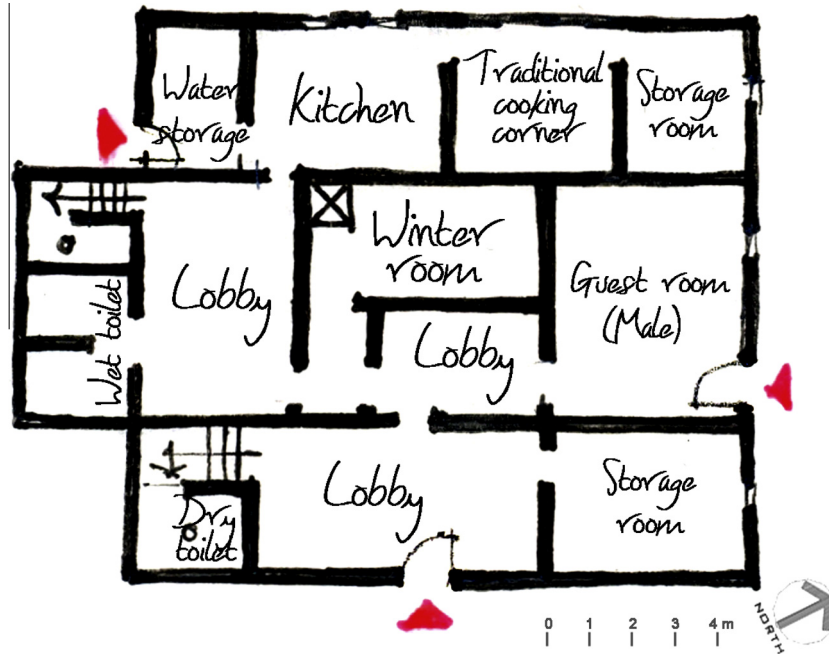 Water
storage
Kitchen
Traditional
cooking
corner
Storage
room
Winter
room
Lobby
Wet toilet
Guest room
(Male)
Lobby
Lobby
Dry
toilet
Storage
room
0 1 2 3 4 m
NORTH